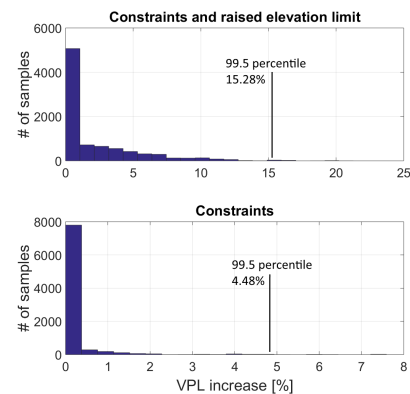 Constraints and raised elevation limit
6000
4000
2000
0
# of samples
99.5 percentile
15.28%
0 5 10 15 20 25
Constraints
8000
6000
4000
2000
0
# of samples
99.5 percentile
4.48%
0 1 2 3 4 5 6 7 8
VPL increase [%]